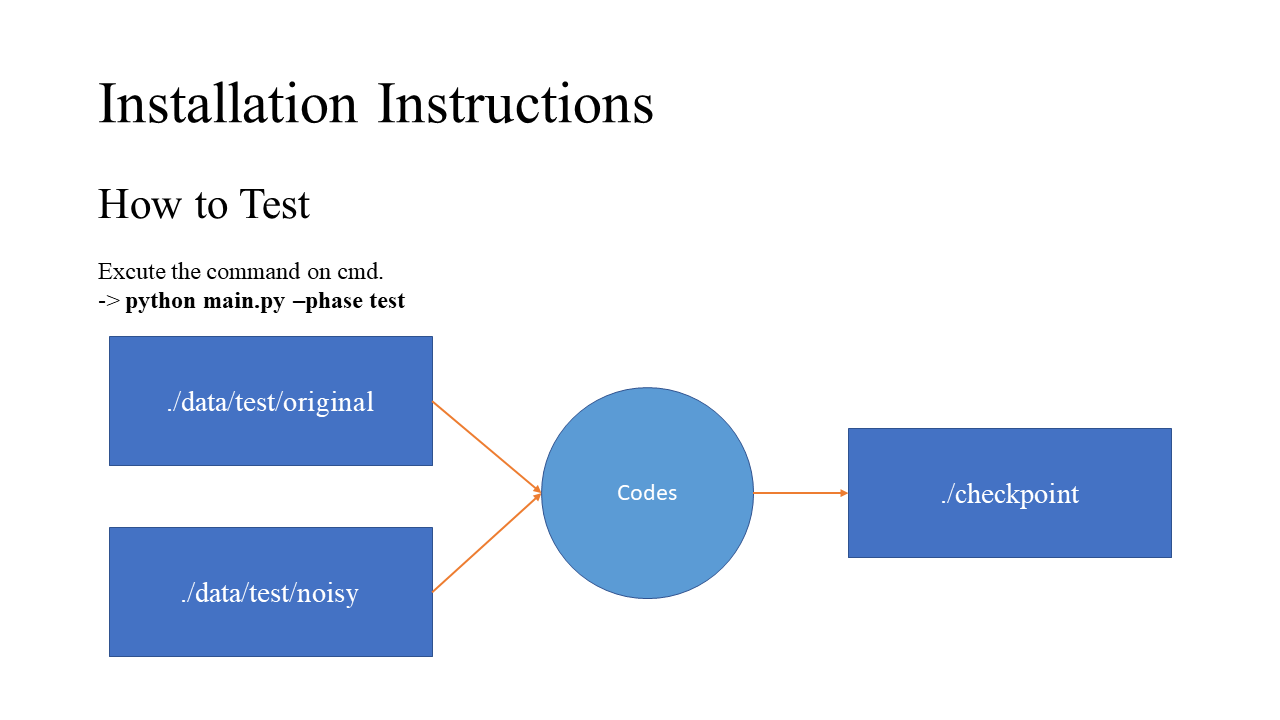 Installation Instructions
How to Test
Excute the command on cmd.
-> python main.py –phase test
./data/test/original
Codes
./checkpoint
./data/test/noisy